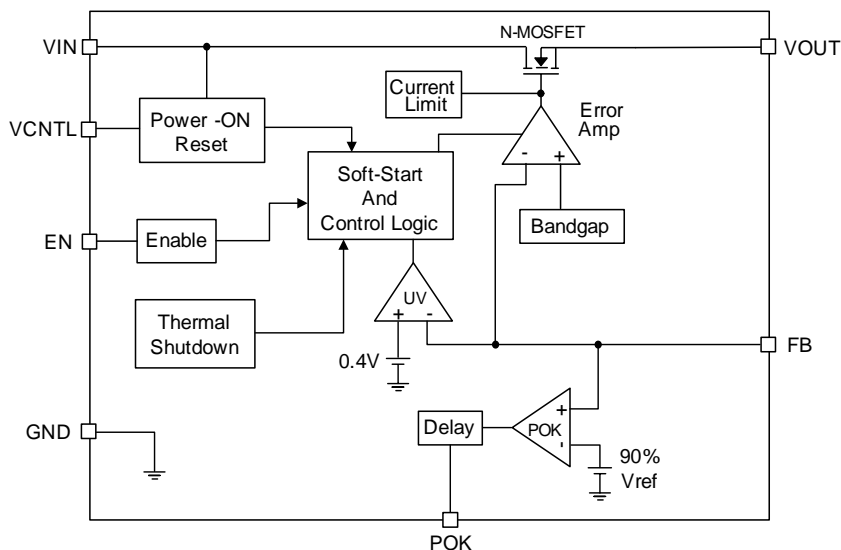 N-MOSFET
VIN
VOUT
Current
Limit
Error
Amp
VCNTL
Power -ON
Reset
-
+
Soft-Start
And
Control Logic
Bandgap
EN
Enable
UV
+
-
Thermal
Shutdown
0.4V
FB
GND
Delay
POK
+
-
90%
Vref
POK